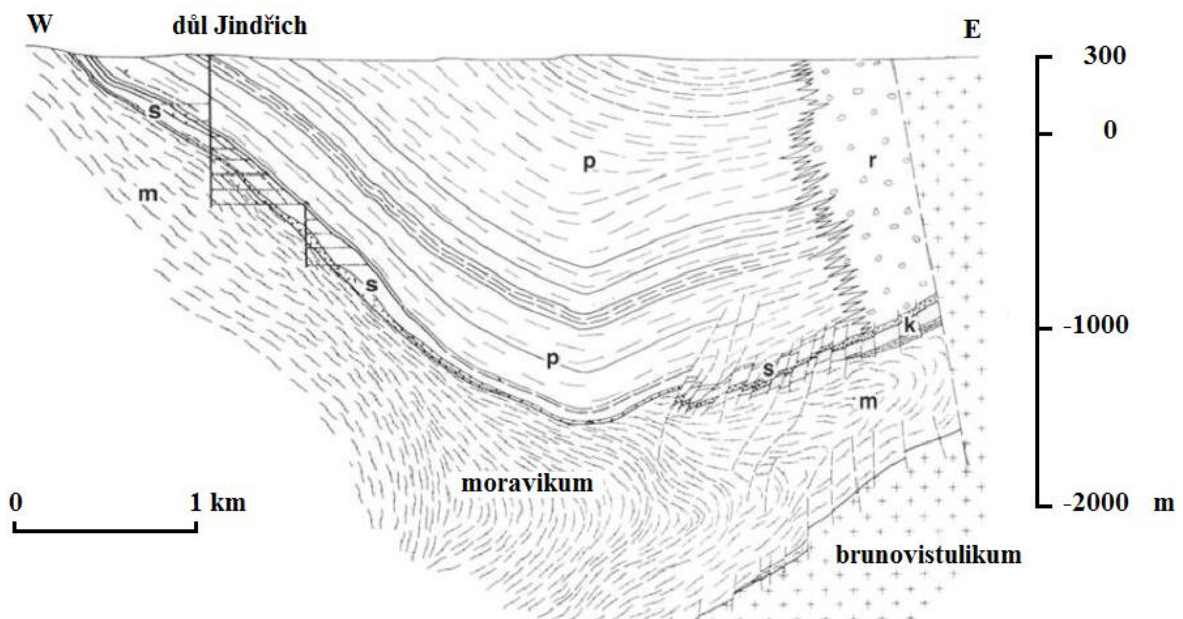 W důl Jindřich E
300
s 0
p r
m
s
-1000
k
p s
m
moravikum
0 1 km -2000 m
brunovistulikum